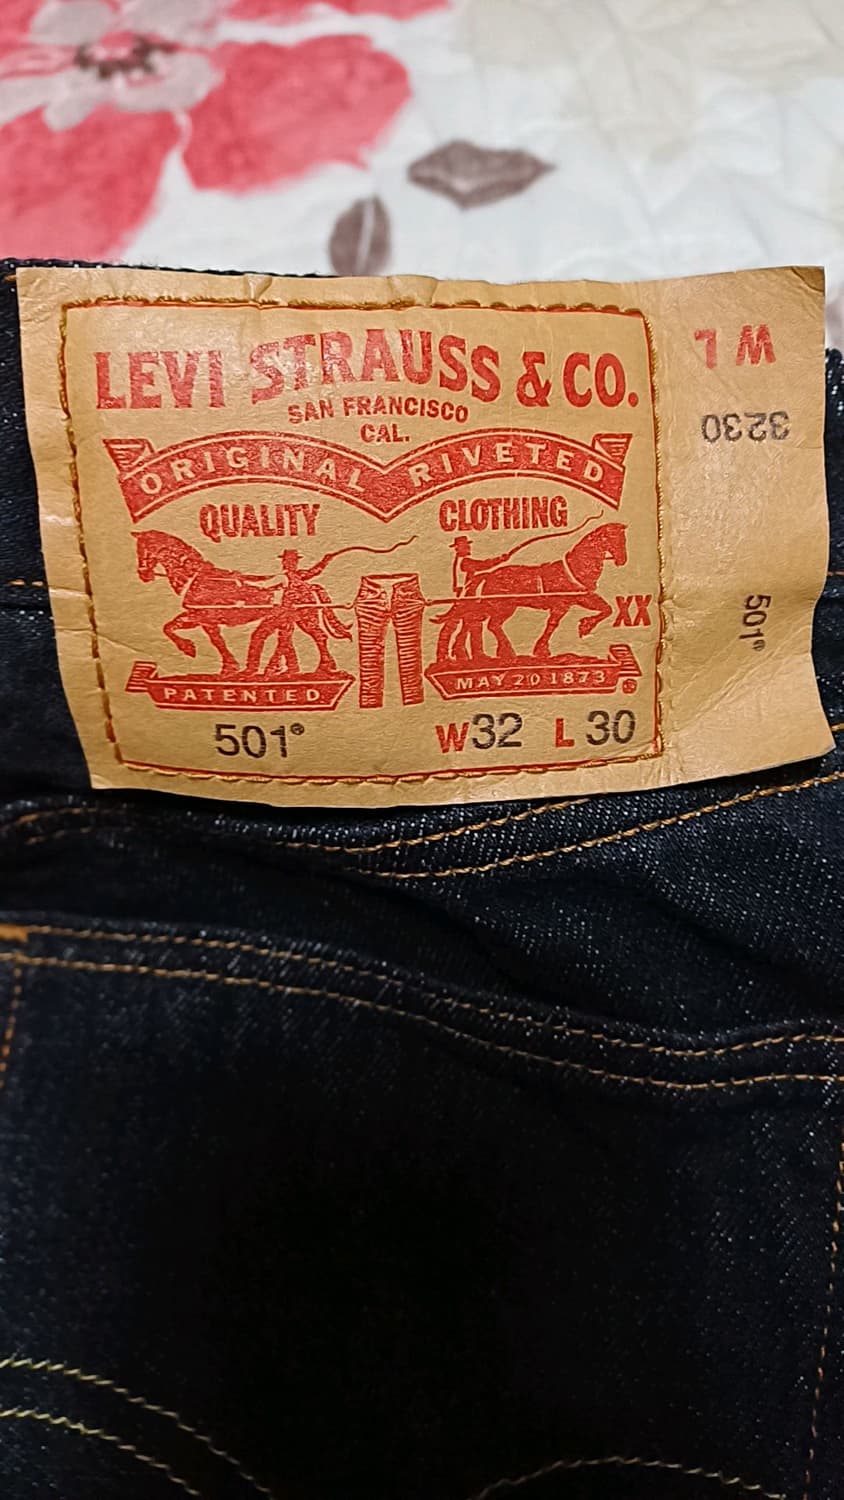 LEVI STRAUSS & CO.
SAN FRANCISCO
CAL.
ORIGINAL RIVETED
QUALITY CLOTHING
XX
PATENTED MAY 20 1873 ®
501® W32 L30
W L
3230
501®